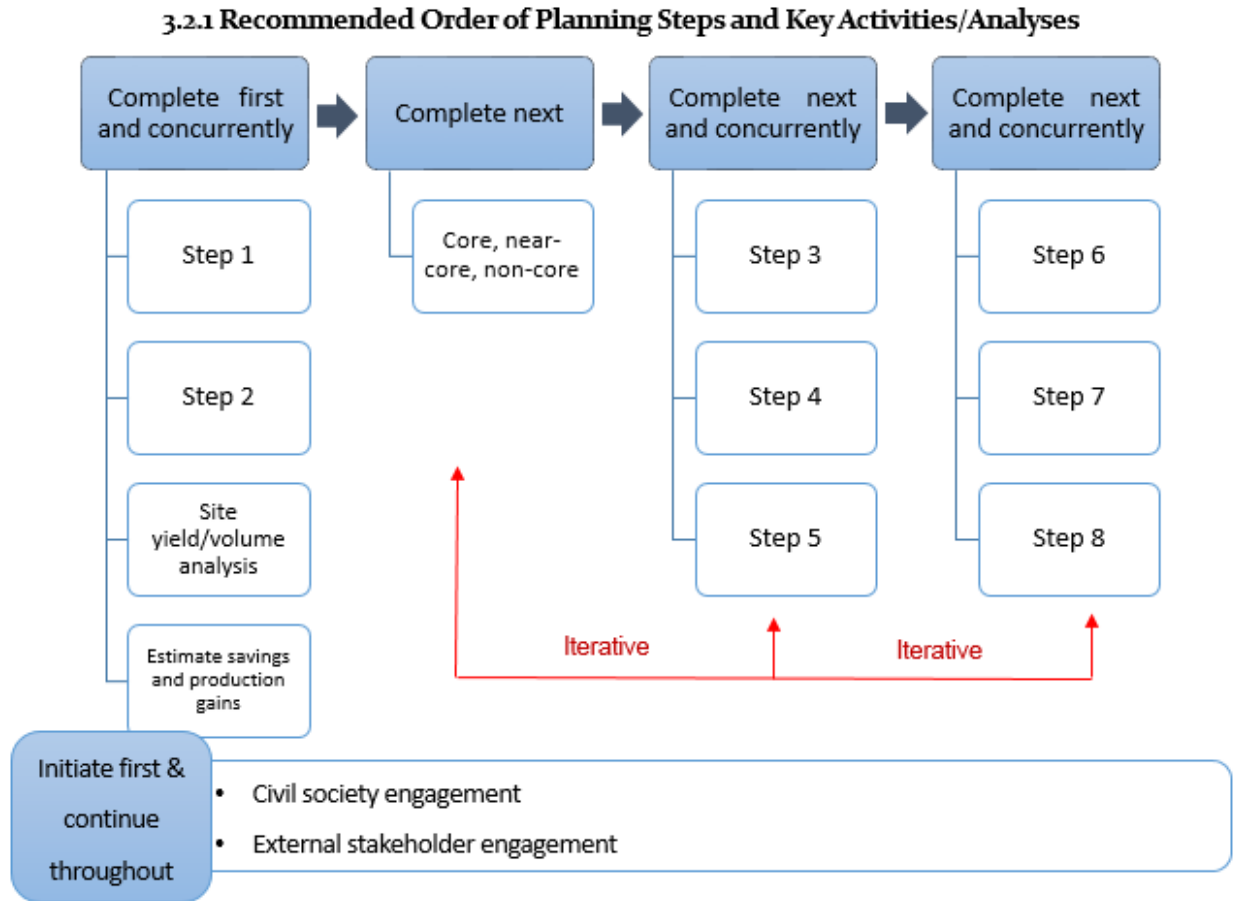 3.2.1 Recommended Order of Planning Steps and Key Activities/Analyses
Complete first
and concurrently
Step 1
Step 2
Site
yield/volume
analysis
Estimate savings
and production
gains
Complete next
Core, near-
core, non-core
Complete next
and concurrently
Step 3
Step 4
Step 5
Complete next
and concurrently
Step 6
Step 7
Step 8
Iterative
Iterative
Initiate first &
continue
throughout
• Civil society engagement
• External stakeholder engagement